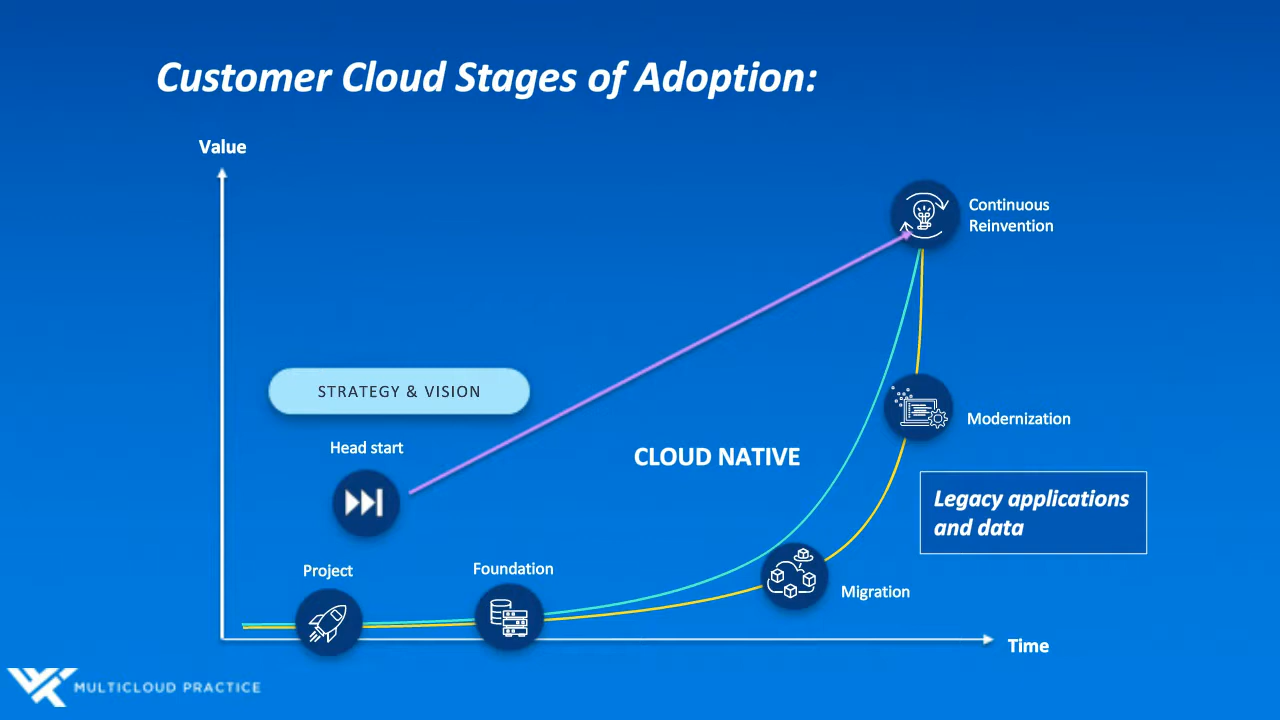 Customer Cloud Stages of Adoption:
Value
Continuous
Reinvention
STRATEGY & VISION
Head start
Modernization
CLOUD NATIVE
Legacy applications
and data
Project
Foundation
Migration
Time
MULTICLOUD PRACTICE